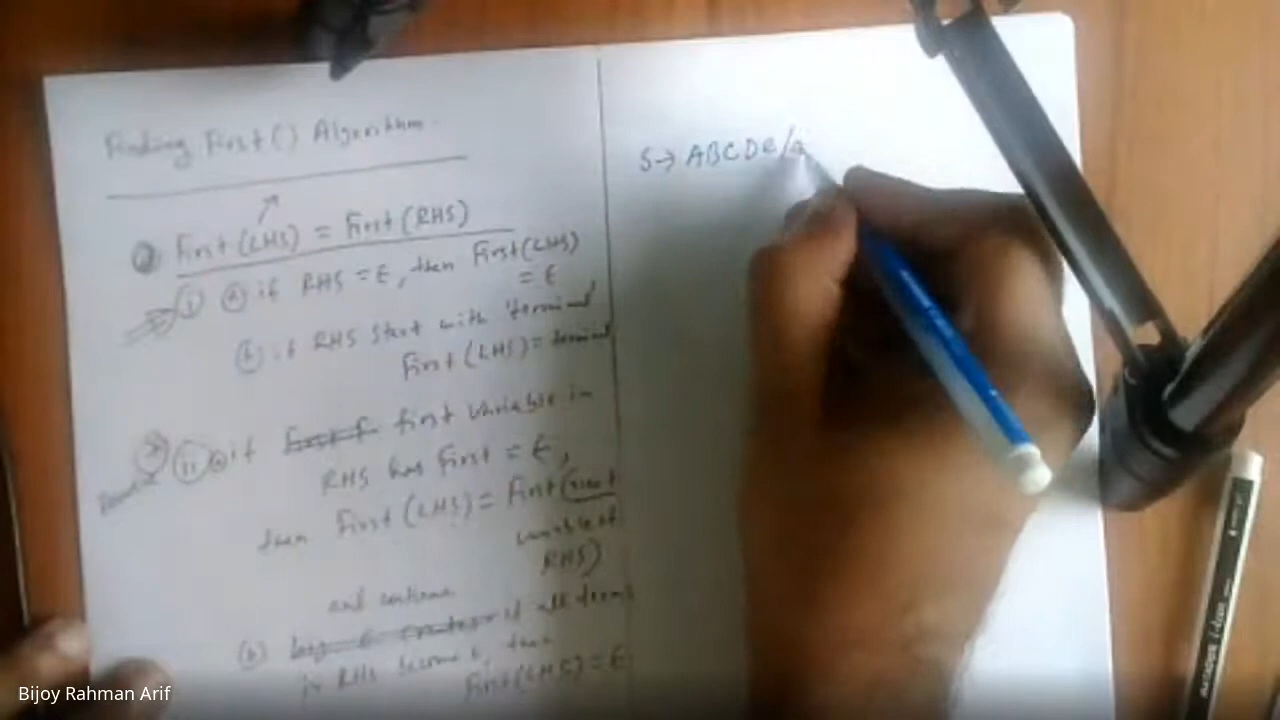 Finding First() Algorithm.
First(LHS) = First(RHS)
(i) (a) if RHS = ε, then First(LHS)
= ε
(b) if RHS start with 'terminal'
First(LHS) = terminal
(ii) (a) if first variable in
RHS has First = ε,
then First(LHS) = First(next
variable of
RHS)
and continue
(b) if all terms
in RHS become ε, then
First(LHS) = ε
S → ABCDE/a
Bijoy Rahman Arif